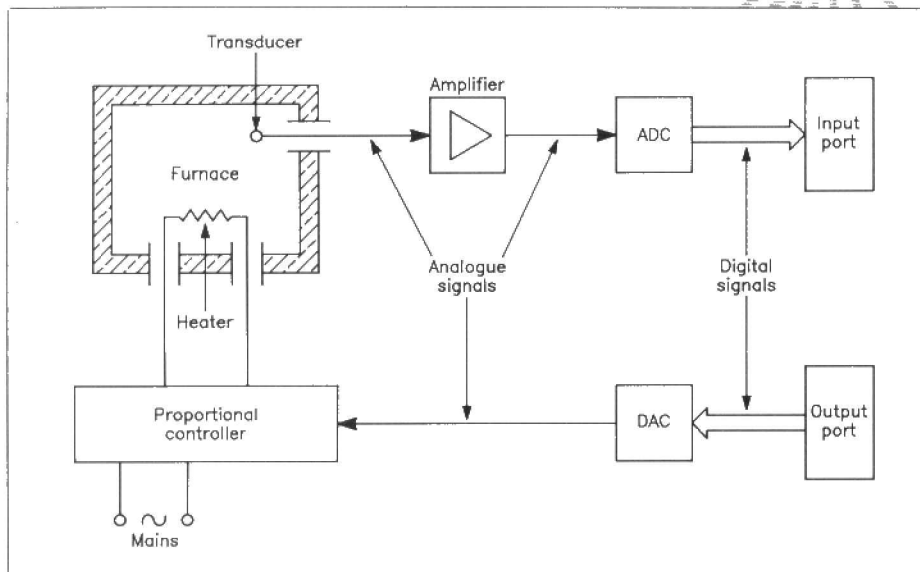 Transducer
Amplifier
ADC
Input
port
Furnace
Analogue
signals
Digital
signals
Heater
Proportional
controller
DAC
Output
port
Mains